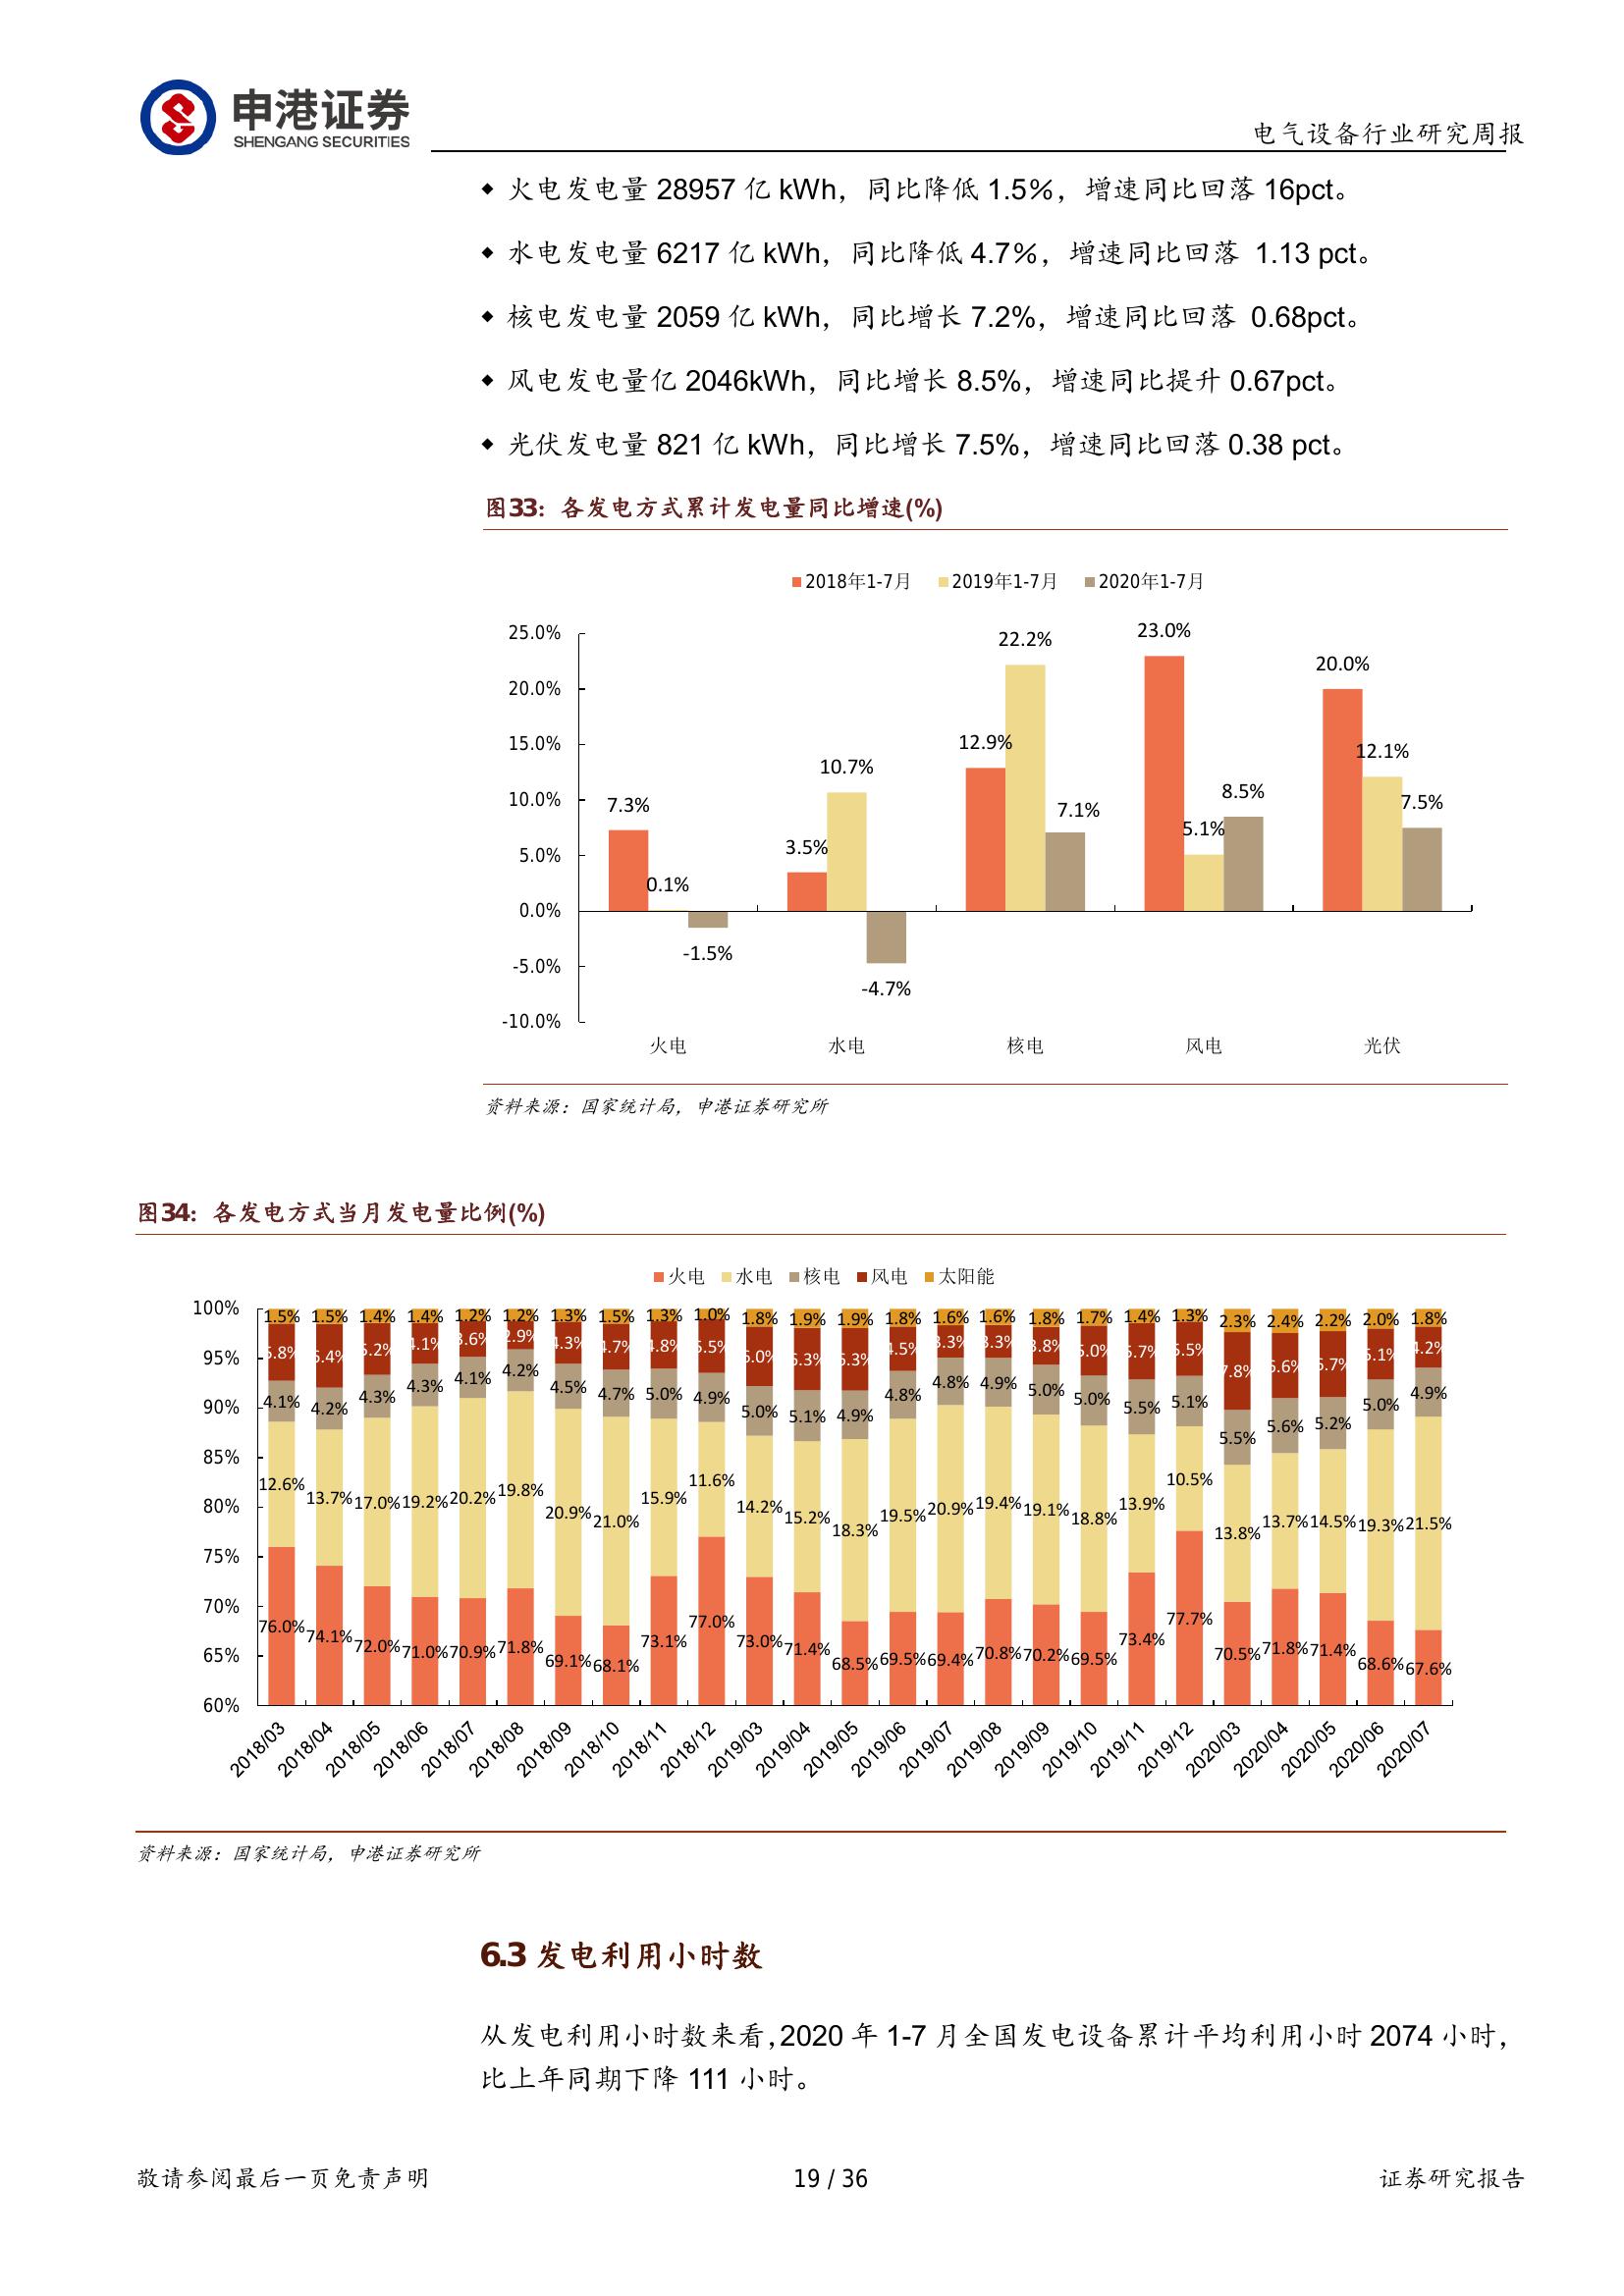 申港证券
SHENGANG SECURITIES
电气设备行业研究周报
◆ 火电发电量 28957 亿 kWh，同比降低 1.5%，增速同比回落 16pct。
◆ 水电发电量 6217 亿 kWh，同比降低 4.7%，增速同比回落 1.13 pct。
◆ 核电发电量 2059 亿 kWh，同比增长 7.2%，增速同比回落 0.68pct。
◆ 风电发电量亿 2046kWh，同比增长 8.5%，增速同比提升 0.67pct。
◆ 光伏发电量 821 亿 kWh，同比增长 7.5%，增速同比回落 0.38 pct。
图33：各发电方式累计发电量同比增速(%)
2018年1-7月 2019年1-7月 2020年1-7月
25.0%
20.0%
15.0%
10.0%
5.0%
0.0%
-5.0%
-10.0%
7.3% 0.1% -1.5%
3.5% 10.7% -4.7%
12.9% 22.2% 7.1%
23.0% 5.1% 8.5%
20.0% 12.1% 7.5%
火电 水电 核电 风电 光伏
资料来源：国家统计局，申港证券研究所
图34：各发电方式当月发电量比例(%)
火电 水电 核电 风电 太阳能
100%
95%
90%
85%
80%
75%
70%
65%
60%
1.5% 1.5% 1.4% 1.4% 1.2% 1.2% 1.3% 1.5% 1.3% 1.0% 1.8% 1.9% 1.9% 1.8% 1.6% 1.6% 1.8% 1.7% 1.4% 1.3% 2.3% 2.4% 2.2% 2.0% 1.8%
5.8% 5.4% 5.2% 4.1% 3.6% 2.9% 4.3% 4.7% 4.8% 5.5% 6.0% 6.3% 6.3% 4.5% 3.3% 3.3% 3.8% 5.0% 5.7% 5.5% 7.8% 6.6% 6.7% 5.1% 4.2%
4.1% 4.2% 4.3% 4.3% 4.1% 4.2% 4.5% 4.7% 5.0% 4.9% 5.0% 5.1% 4.9% 4.8% 4.8% 4.9% 5.0% 5.0% 5.5% 5.1% 5.5% 5.6% 5.2% 5.0% 4.9%
12.6% 13.7% 17.0% 19.2% 20.2% 19.8% 20.9% 21.0% 15.9% 11.6% 14.2% 15.2% 18.3% 19.5% 20.9% 19.4% 19.1% 18.8% 13.9% 10.5% 13.8% 13.7% 14.5% 19.3% 21.5%
76.0% 74.1% 72.0% 71.0% 70.9% 71.8% 69.1% 68.1% 73.1% 77.0% 73.0% 71.4% 68.5% 69.5% 69.4% 70.8% 70.2% 69.5% 73.4% 77.7% 70.5% 71.8% 71.4% 68.6% 67.6%
2018/03 2018/04 2018/05 2018/06 2018/07 2018/08 2018/09 2018/10 2018/11 2018/12 2019/03 2019/04 2019/05 2019/06 2019/07 2019/08 2019/09 2019/10 2019/11 2019/12 2020/03 2020/04 2020/05 2020/06 2020/07
资料来源：国家统计局，申港证券研究所
6.3 发电利用小时数
从发电利用小时数来看，2020 年 1-7 月全国发电设备累计平均利用小时 2074 小时，
比上年同期下降 111 小时。
敬请参阅最后一页免责声明
19 / 36
证券研究报告